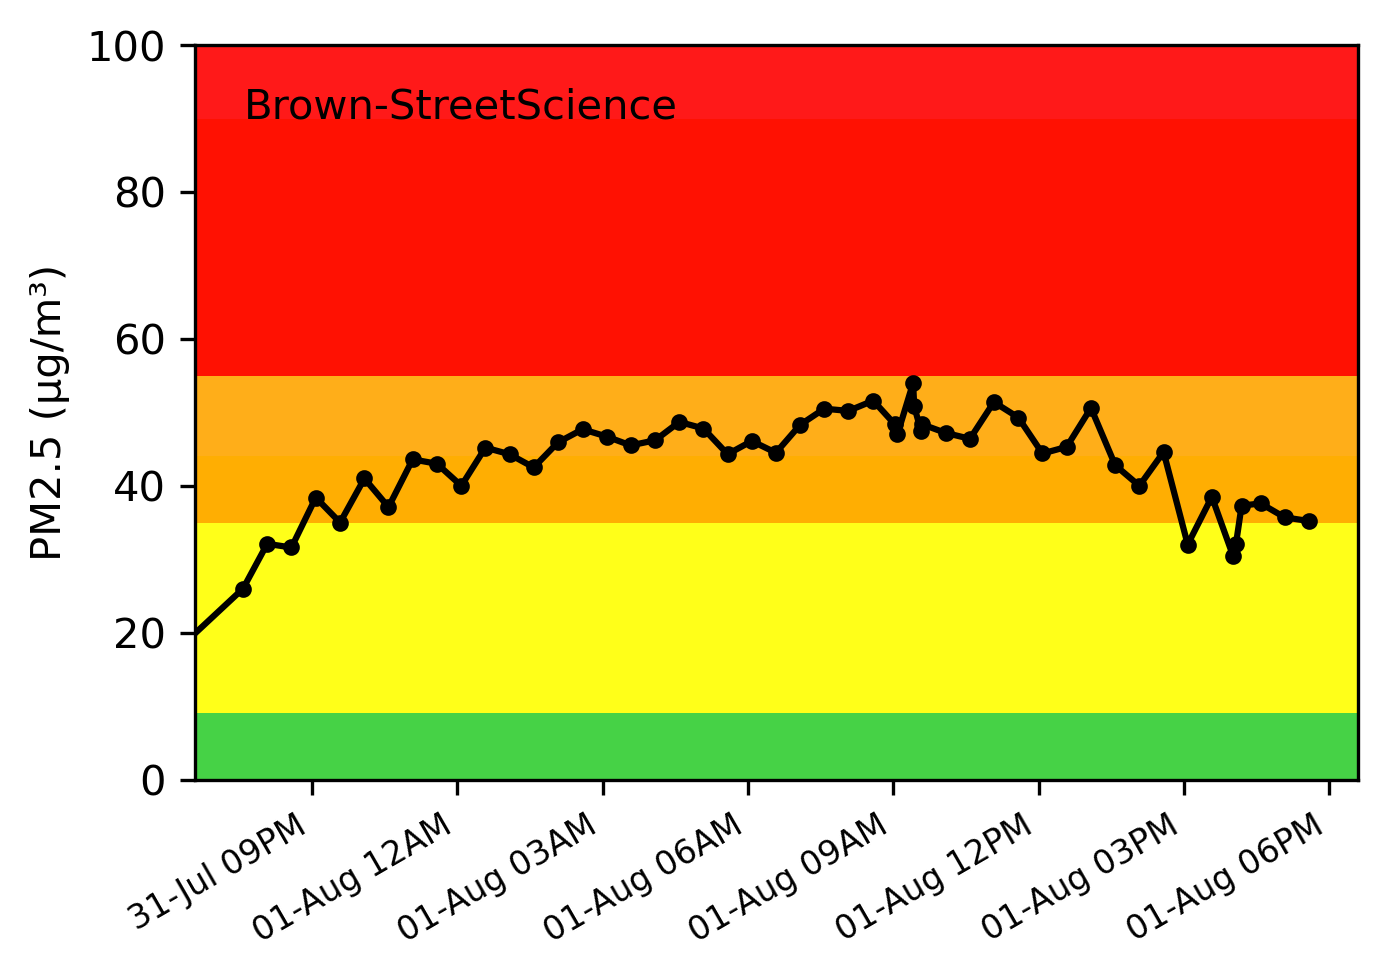 Brown-StreetScience
PM2.5 (µg/m³)
100
80
60
40
20
0
31-Jul 09PM
01-Aug 12AM
01-Aug 03AM
01-Aug 06AM
01-Aug 09AM
01-Aug 12PM
01-Aug 03PM
01-Aug 06PM